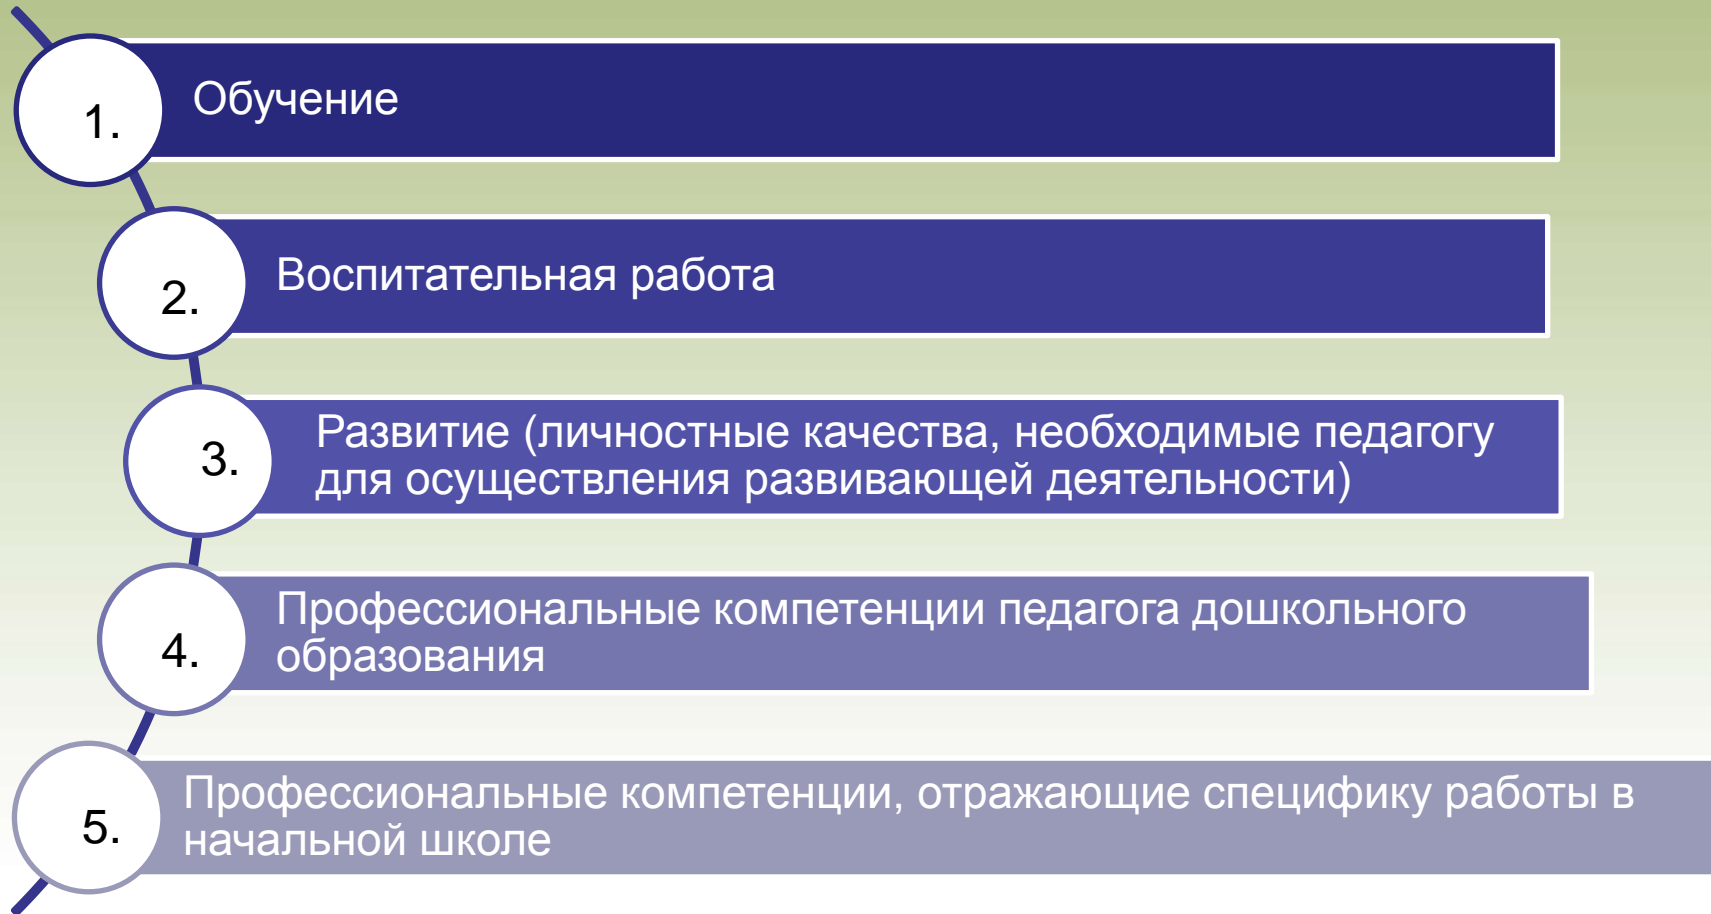 1.
Обучение
2.
Воспитательная работа
3.
Развитие (личностные качества, необходимые педагогу
для осуществления развивающей деятельности)
4.
Профессиональные компетенции педагога дошкольного
образования
5.
Профессиональные компетенции, отражающие специфику работы в
начальной школе